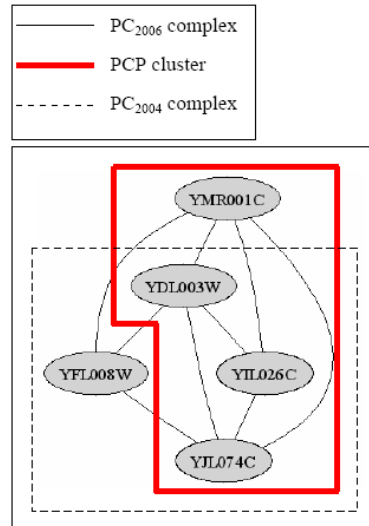 PC2006 complex
PCP cluster
PC2004 complex
YMR001C
YDL003W
YFL008W YIL026C
YJL074C